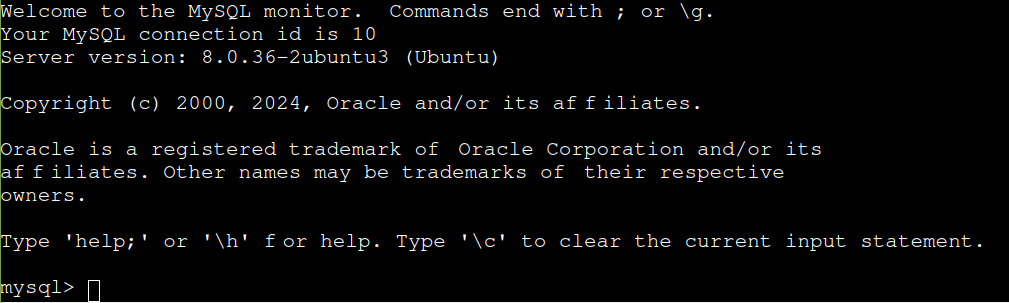 Welcome to the MySQL monitor.  Commands end with ; or \g.
Your MySQL connection id is 10
Server version: 8.0.36-2ubuntu3 (Ubuntu)
Copyright (c) 2000, 2024, Oracle and/or its affiliates.
Oracle is a registered trademark of Oracle Corporation and/or its
affiliates. Other names may be trademarks of their respective
owners.
Type 'help;' or '\h' for help. Type '\c' to clear the current input statement.
mysql>